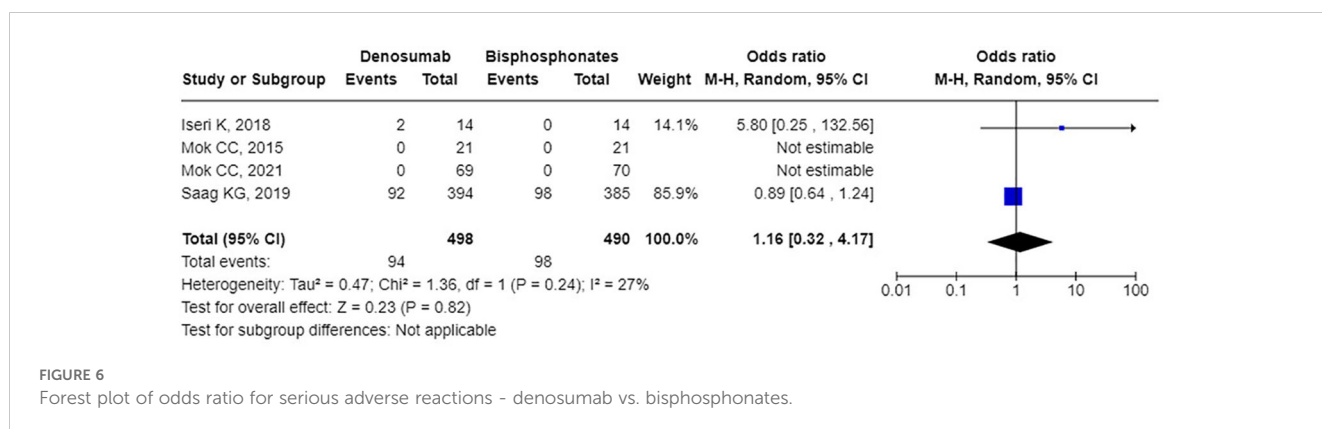 Denosumab Bisphosphonates Odds ratio Odds ratio
Study or Subgroup Events Total Events Total Weight M-H, Random, 95% CI M-H, Random, 95% CI
Iseri K, 2018 2 14 0 14 14.1% 5.80 [0.25 , 132.56]
Mok CC, 2015 0 21 0 21 Not estimable
Mok CC, 2021 0 69 0 70 Not estimable
Saag KG, 2019 92 394 98 385 85.9% 0.89 [0.64 , 1.24]
Total (95% CI) 498 490 100.0% 1.16 [0.32 , 4.17]
Total events: 94 98
Heterogeneity: Tau² = 0.47; Chi² = 1.36, df = 1 (P = 0.24); I² = 27%
Test for overall effect: Z = 0.23 (P = 0.82)
Test for subgroup differences: Not applicable
0.01 0.1 1 10 100
FIGURE 6
Forest plot of odds ratio for serious adverse reactions - denosumab vs. bisphosphonates.